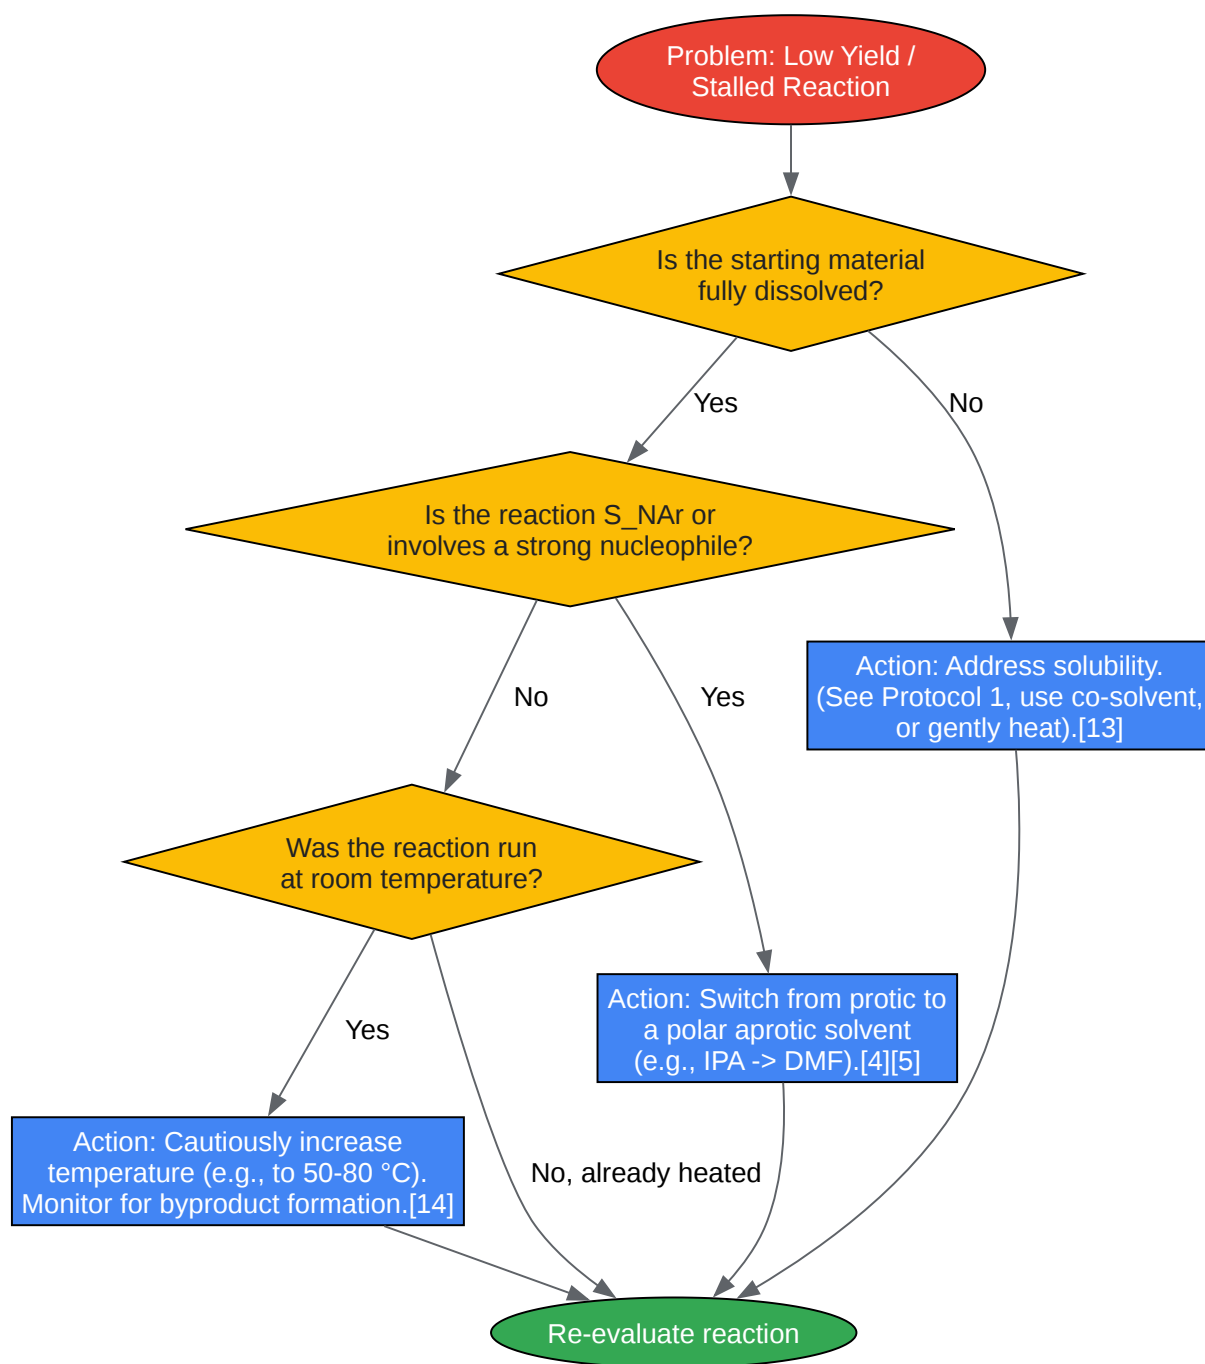 Problem: Low Yield /
Stalled Reaction
Is the starting material
fully dissolved?
Yes
No
Is the reaction S_NAr or
involves a strong nucleophile?
No
Yes
Action: Address solubility.
(See Protocol 1, use co-solvent,
or gently heat).[13]
Was the reaction run
at room temperature?
Yes
No, already heated
Action: Switch from protic to
a polar aprotic solvent
(e.g., IPA -> DMF).[4][5]
Action: Cautiously increase
temperature (e.g., to 50-80 °C).
Monitor for byproduct formation.[14]
Re-evaluate reaction